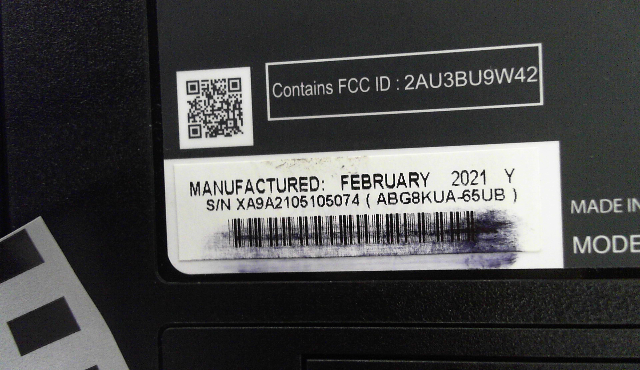 Contains FCC ID : 2AU3BU9W42
MANUFACTURED: FEBRUARY 2021 Y
S/N XA9A2105105074 ( ABG8KUA-65UB )
MADE IN
MODE